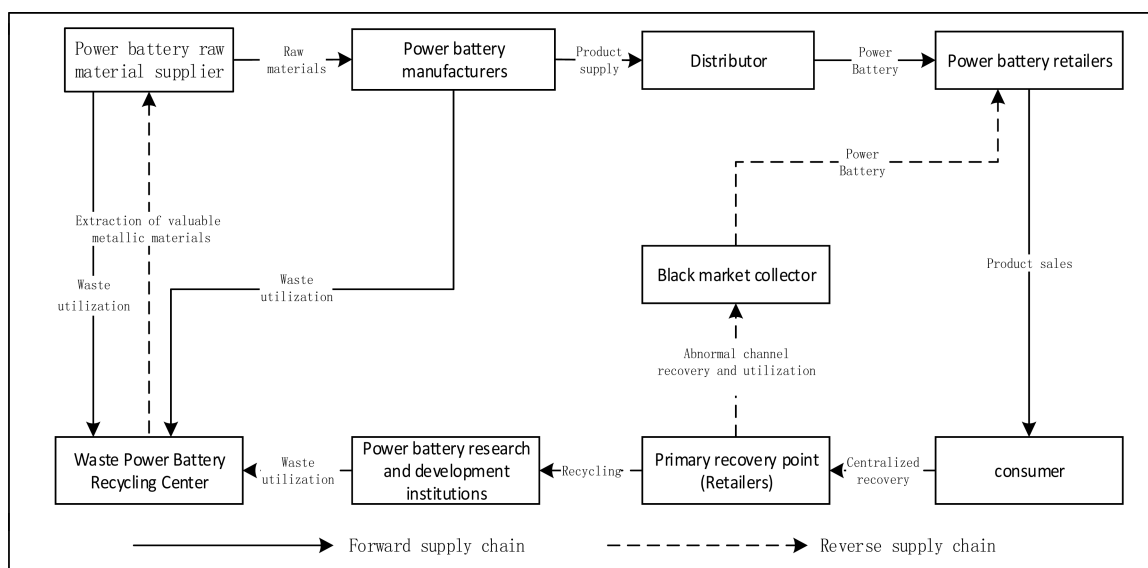 Power battery raw
material supplier
Raw
materials
Power battery
manufacturers
Product
supply
Distributor
Power
Battery
Power battery retailers
Power
Battery
Extraction of valuable
metallic materials
Waste
utilization
Waste
utilization
Black market collector
Product sales
Abnormal channel
recovery and utilization
Waste Power Battery
Recycling Center
Waste
utilization
Power battery research
and development
institutions
Recycling
Primary recovery point
(Retailers)
Centralized
recovery
consumer
Forward supply chain
Reverse supply chain